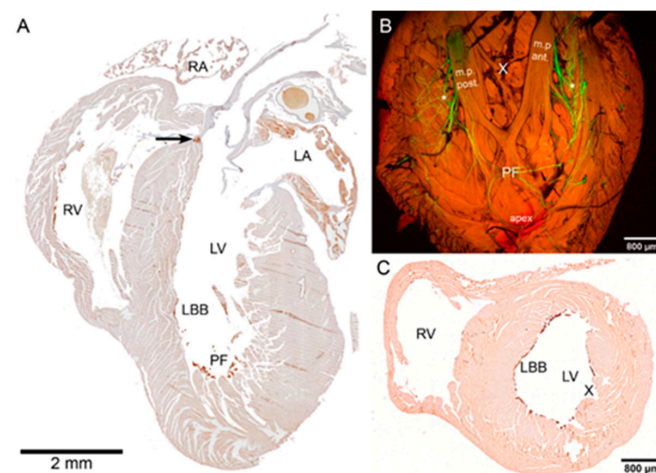 A
RA
LA
RV
LV
LBB
PF
2 mm
B
X
m.p.
post.
m.p
ant.
*
*
PF
apex
800 µm
C
RV
LBB
LV
X
800 µm